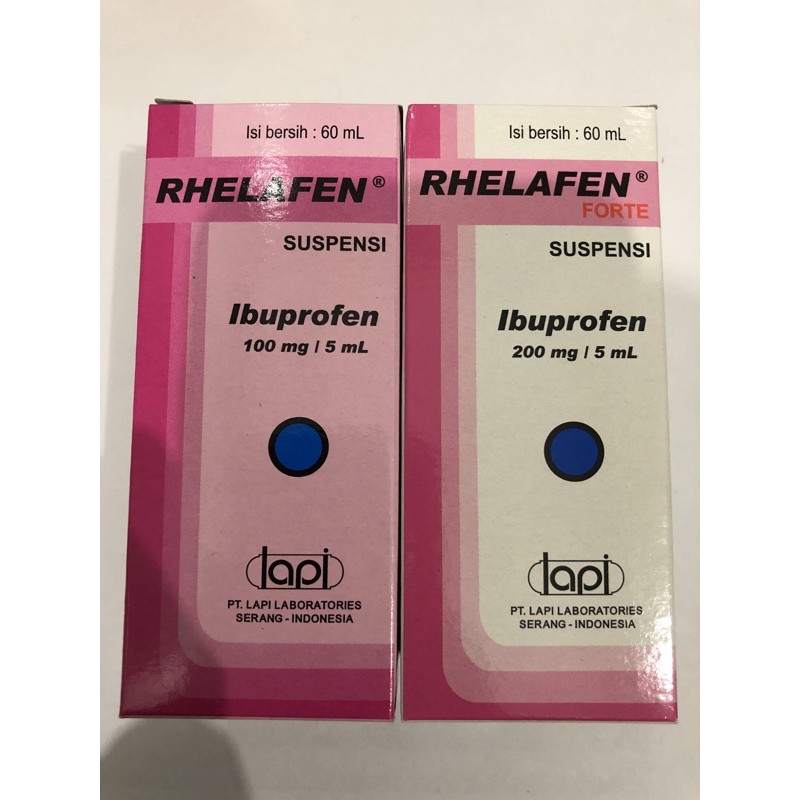 Isi bersih : 60 mL
RHELAFEN®
SUSPENSI
Ibuprofen
100 mg / 5 mL
lapi
PT. LAPI LABORATORIES
SERANG - INDONESIA
Isi bersih : 60 mL
RHELAFEN®
FORTE
SUSPENSI
Ibuprofen
200 mg / 5 mL
lapi
PT. LAPI LABORATORIES
SERANG - INDONESIA